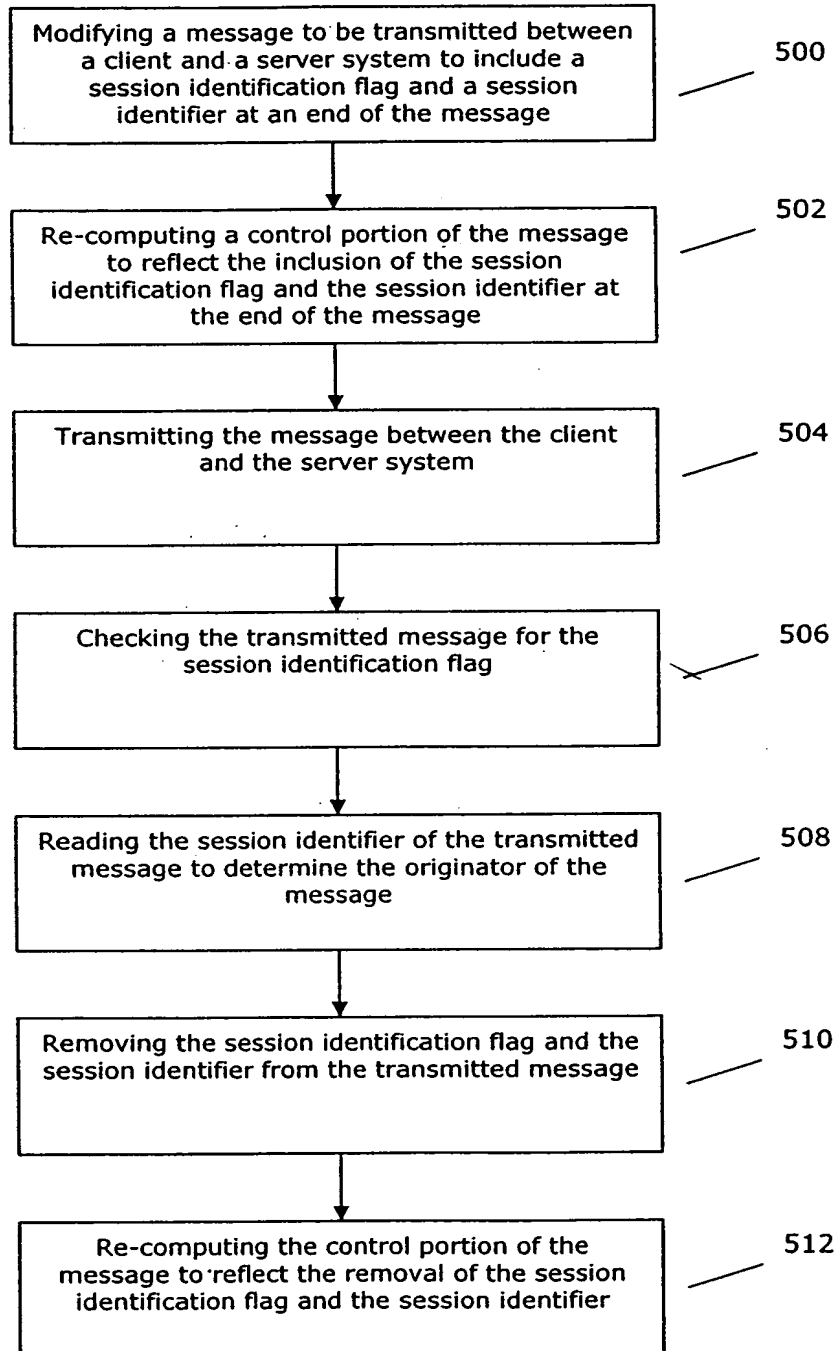 Modifying a message to be transmitted between
a client and a server system to include a
session identification flag and a session
identifier at an end of the message
500
Re-computing a control portion of the message
to reflect the inclusion of the session
identification flag and the session identifier at
the end of the message
502
Transmitting the message between the client
and the server system
504
Checking the transmitted message for the
session identification flag
506
Reading the session identifier of the transmitted
message to determine the originator of the
message
508
Removing the session identification flag and the
session identifier from the transmitted message
510
Re-computing the control portion of the
message to reflect the removal of the session
identification flag and the session identifier
512